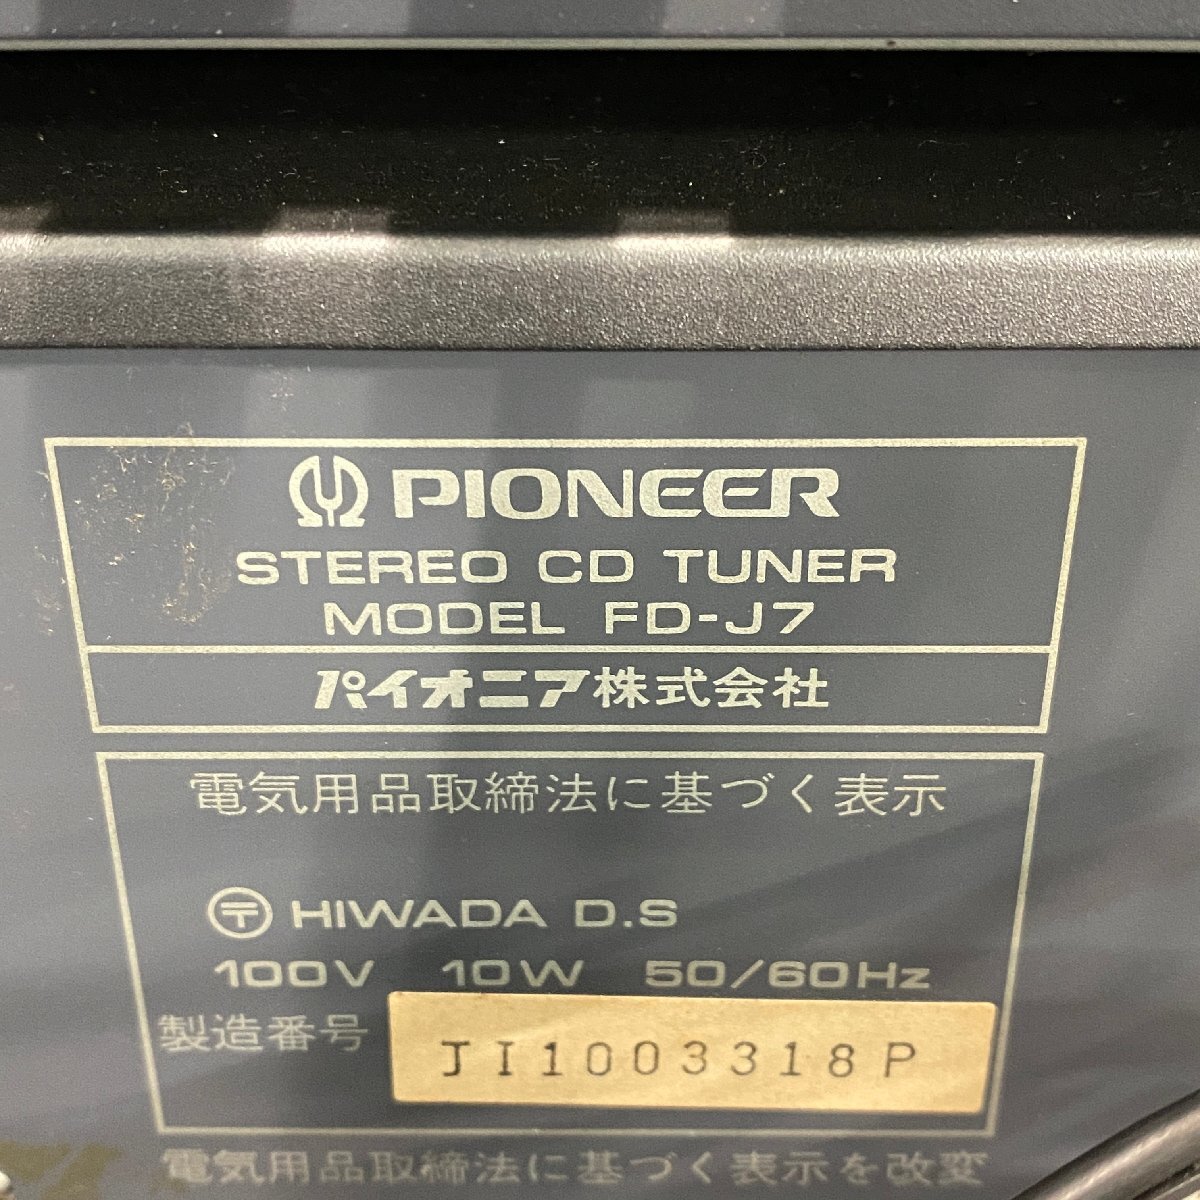 PIONEER
STEREO CD TUNER
MODEL FD-J7
パイオニア株式会社
電気用品取締法に基づく表示
〒 HIWADA D.S
100V 10W 50/60Hz
製造番号 JI1003318P
電気用品取締法に基づく表示を改変